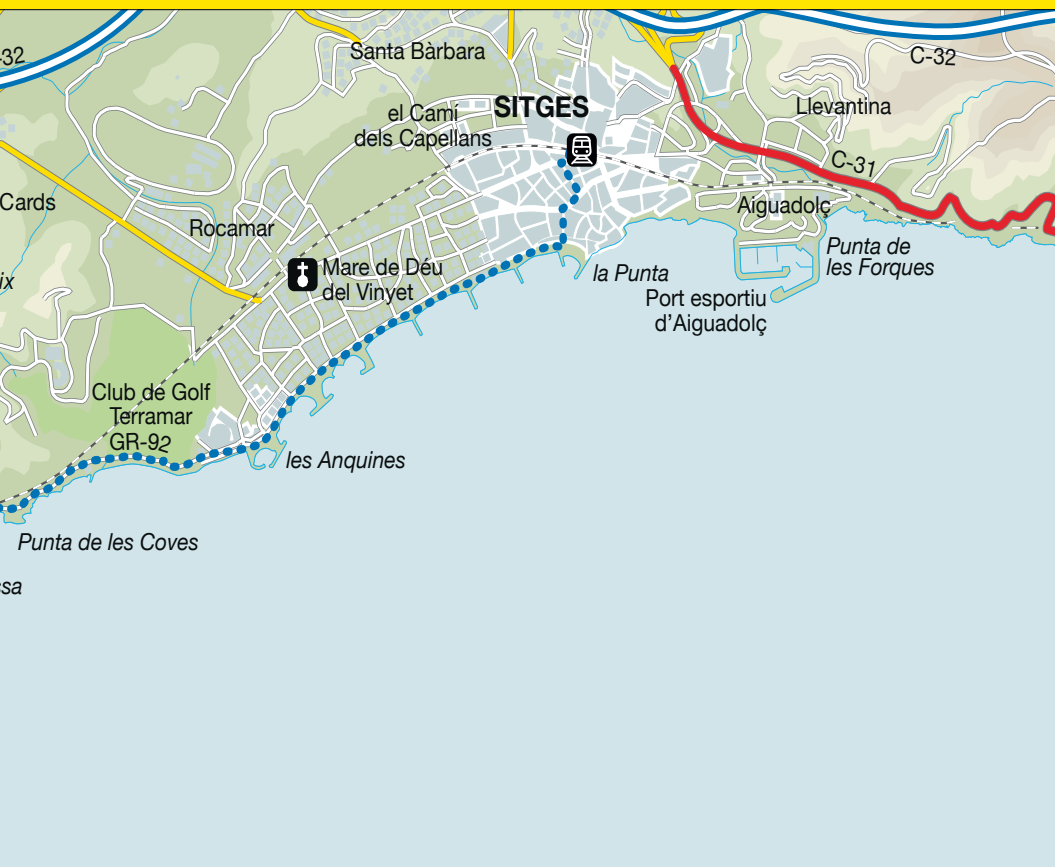 -32
Santa Bàrbara
C-32
el Camí
dels Capellans
SITGES
Llevantina
C-31
Cards
Rocamar
Aiguadolç
Punta de
les Forques
ix
Mare de Déu
del Vinyet
la Punta
Port esportiu
d'Aiguadolç
Club de Golf
Terramar
GR-92
les Anquines
Punta de les Coves
sa